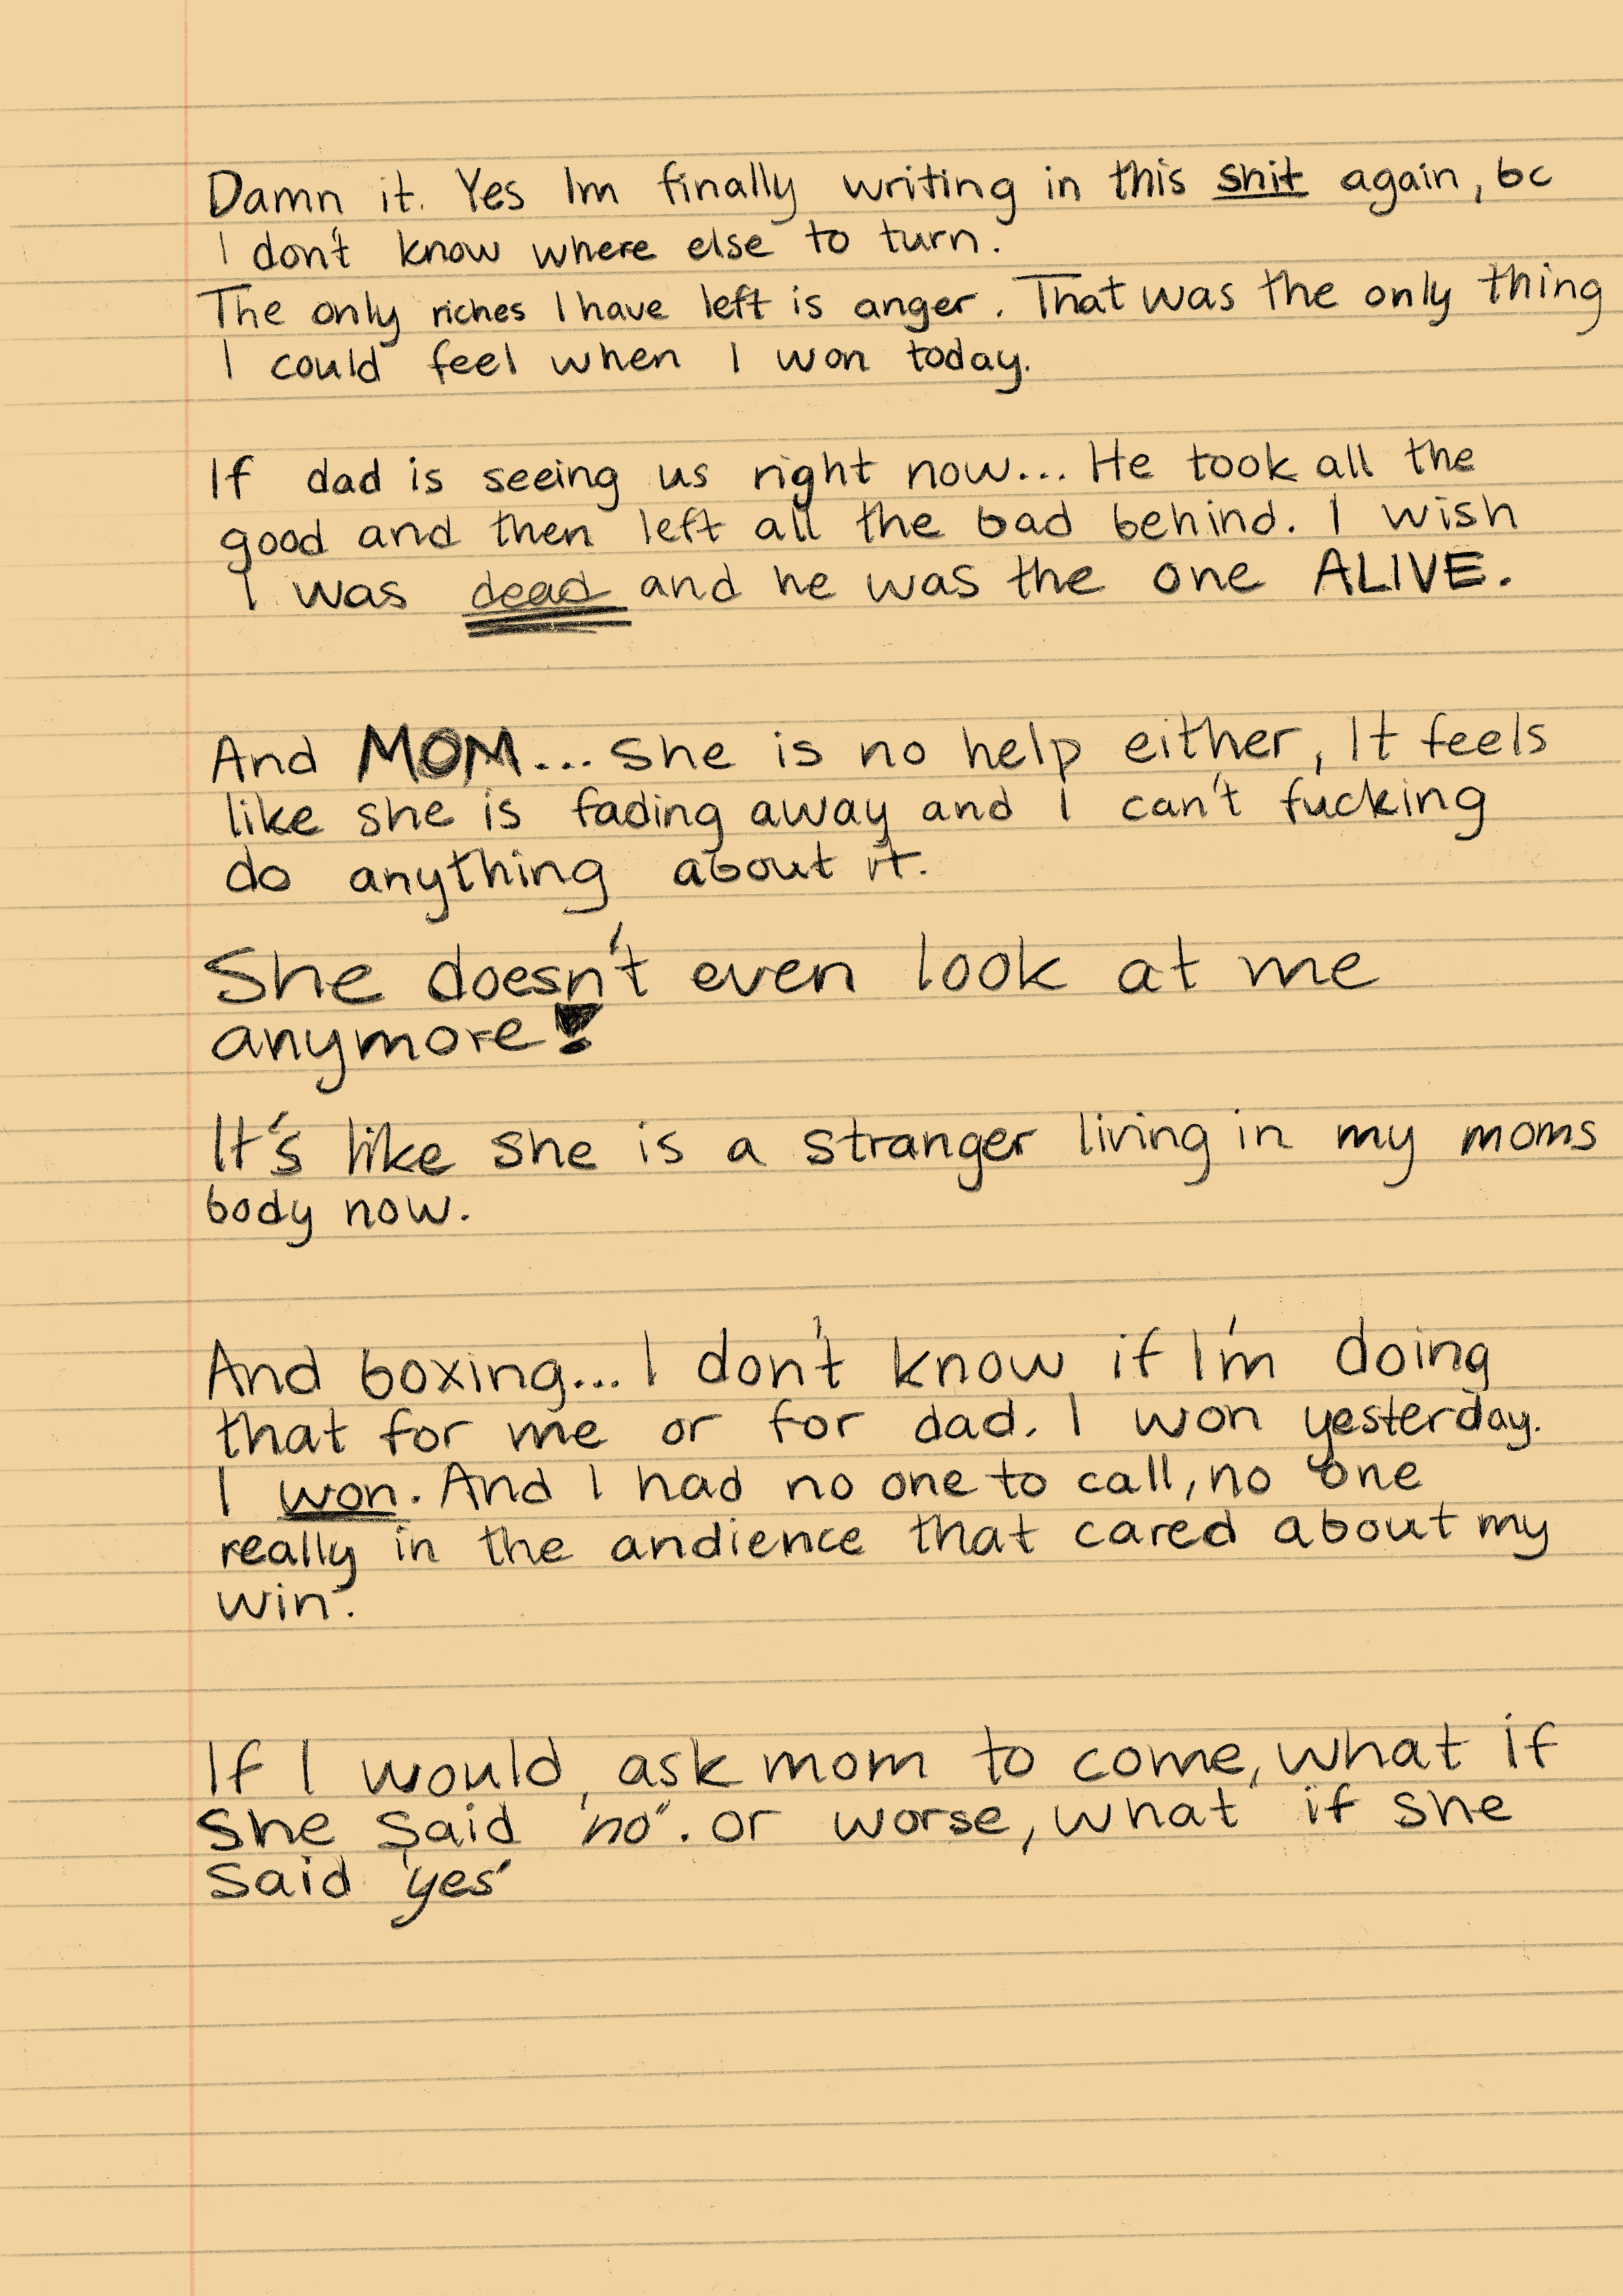 Damn it. Yes Im finally writing in this shit again, bc
I don't know where else to turn.
The only riches I have left is anger. That was the only thing
I could feel when I won today.
If dad is seeing us right now... He took all the
good and then left all the bad behind. I wish
I was dead and he was the one ALIVE.
And MOM... She is no help either, It feels
like she is fading away and I can't fucking
do anything about it.
She doesn't even look at me
anymore!
It's like she is a stranger living in my moms
body now.
And boxing... I don't know if I'm doing
that for me or for dad. I won yesterday.
I won. And I had no one to call, no one
really in the audience that cared about my
win.
If I would ask mom to come, what if
she said 'no". or worse, what if she
said 'yes'